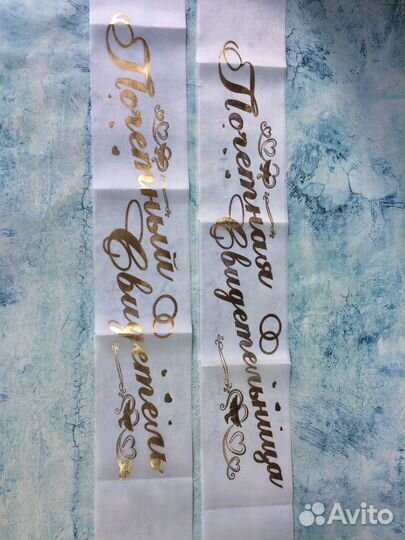 Почетный
Свидетель
Почетная
Свидетельница
Avito